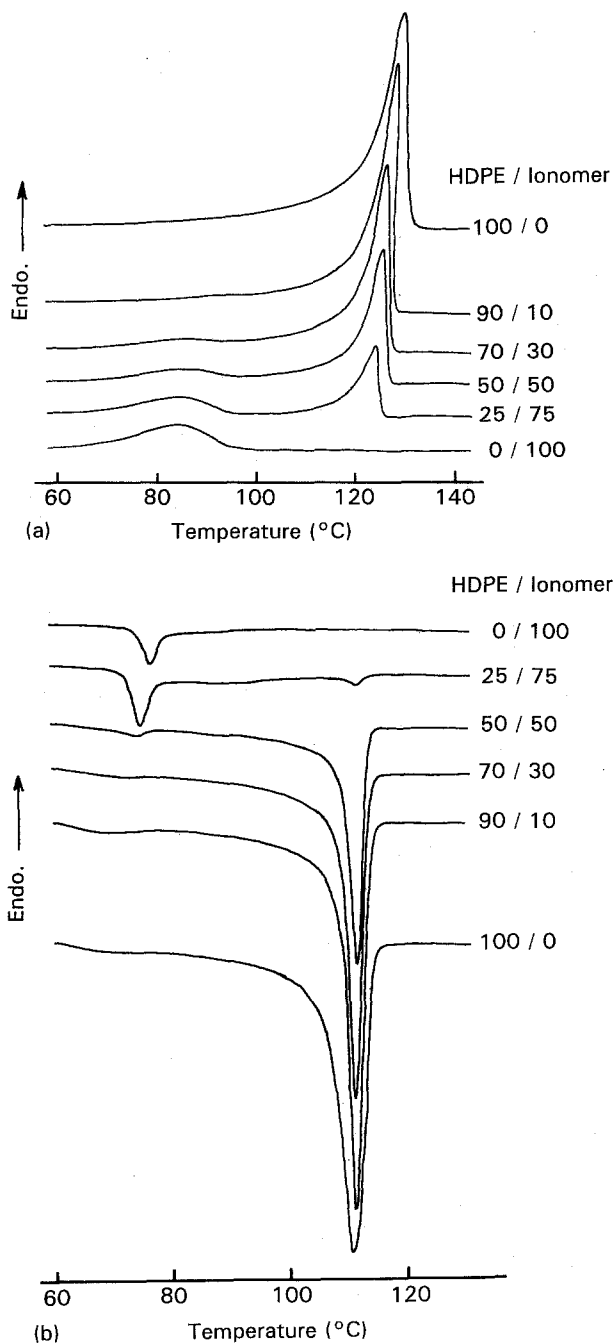 HDPE / Ionomer
100 / 0
90 / 10
70 / 30
50 / 50
25 / 75
0 / 100
Endo.
60 80 100 120 140
(a) Temperature (°C)
HDPE / Ionomer
0 / 100
25 / 75
50 / 50
70 / 30
90 / 10
100 / 0
Endo.
60 80 100 120
(b) Temperature (°C)